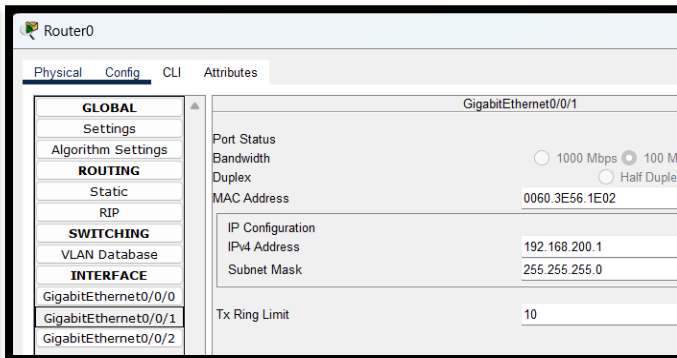 Router0
Physical Config CLI Attributes
GLOBAL
Settings
Algorithm Settings
ROUTING
Static
RIP
SWITCHING
VLAN Database
INTERFACE
GigabitEthernet0/0/0
GigabitEthernet0/0/1
GigabitEthernet0/0/2
GigabitEthernet0/0/1
Port Status
Bandwidth 1000 Mbps 100 M
Duplex Half Duple
MAC Address 0060.3E56.1E02
IP Configuration
IPv4 Address 192.168.200.1
Subnet Mask 255.255.255.0
Tx Ring Limit 10